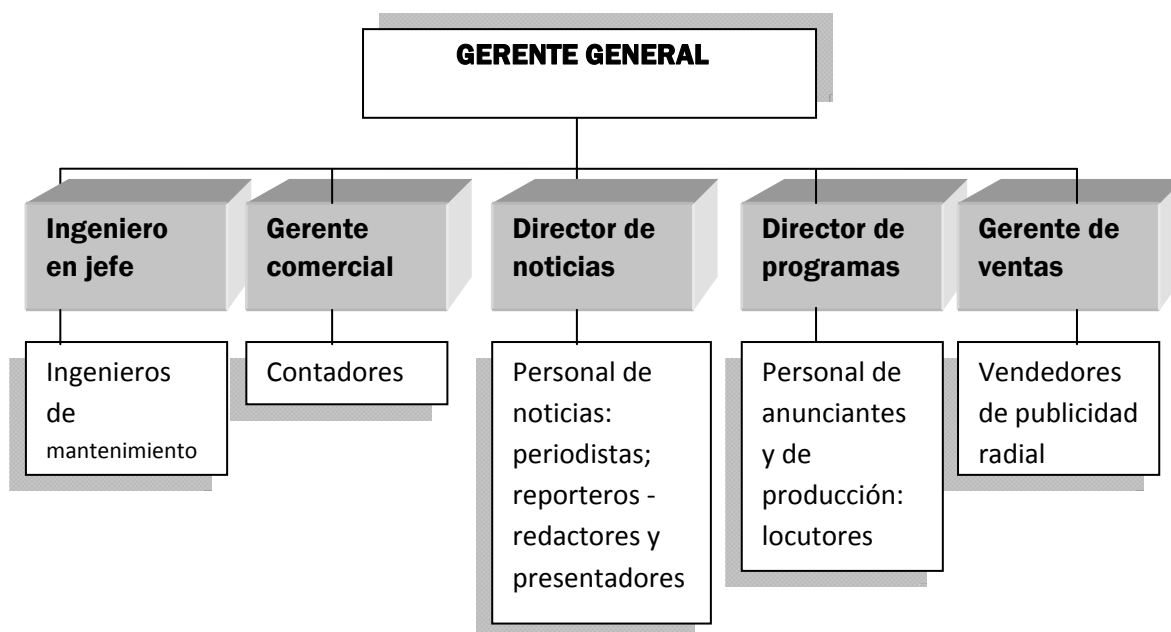 GERENTE GENERAL
Ingeniero
en jefe
Gerente
comercial
Director de
noticias
Director de
programas
Gerente de
ventas
Ingenieros
de
mantenimiento
Contadores
Personal de
noticias:
periodistas;
reporteros -
redactores y
presentadores
Personal de
anunciantes
y de
producción:
locutores
Vendedores
de publicidad
radial